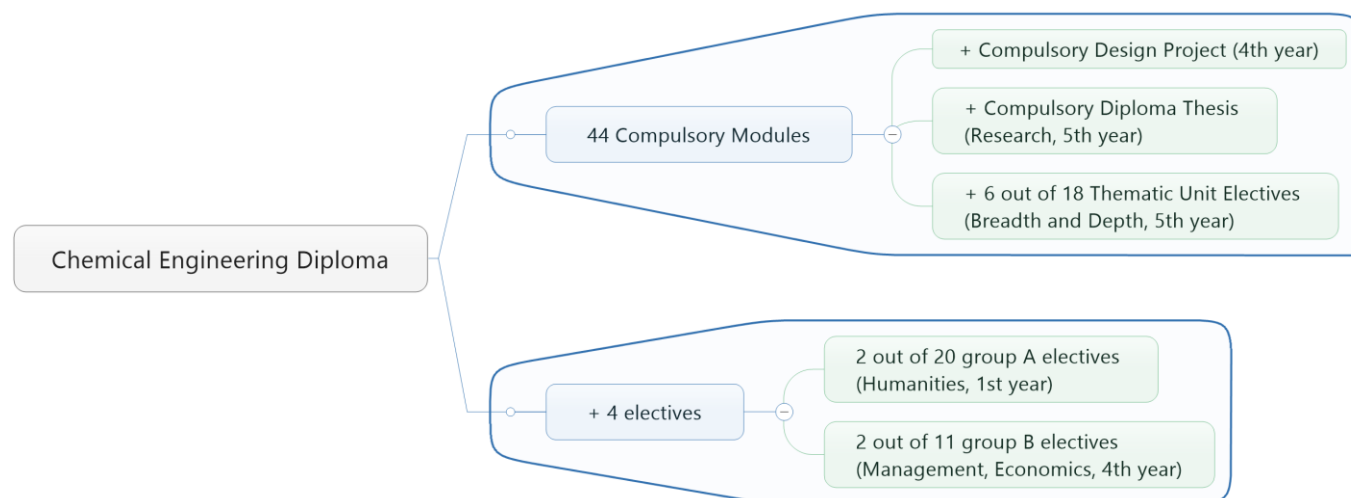 + Compulsory Design Project (4th year)
44 Compulsory Modules
+ Compulsory Diploma Thesis
(Research, 5th year)
+ 6 out of 18 Thematic Unit Electives
(Breadth and Depth, 5th year)
Chemical Engineering Diploma
2 out of 20 group A electives
(Humanities, 1st year)
+ 4 electives
2 out of 11 group B electives
(Management, Economics, 4th year)